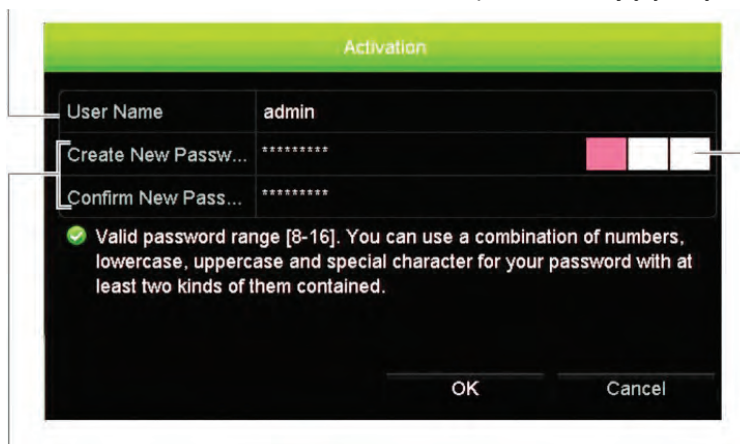 Activation
User Name admin
Create New Passw... *********
Confirm New Pass... *********
Valid password range [8-16]. You can use a combination of numbers,
lowercase, uppercase and special character for your password with at
least two kinds of them contained.
OK Cancel